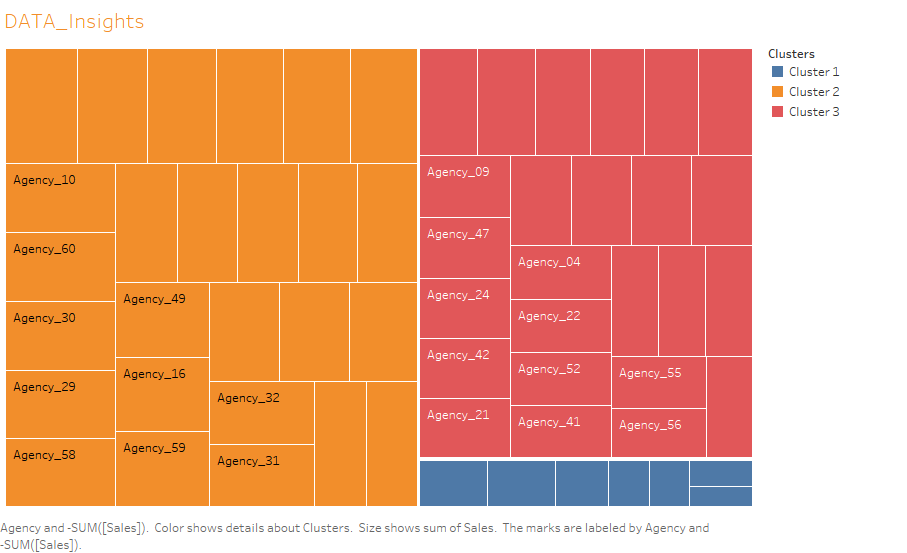 DATA_Insights
Clusters
Cluster 1
Cluster 2
Cluster 3
Agency_10
Agency_60
Agency_30
Agency_29
Agency_58
Agency_49
Agency_16
Agency_59
Agency_32
Agency_31
Agency_09
Agency_47
Agency_24
Agency_42
Agency_21
Agency_04
Agency_22
Agency_52
Agency_41
Agency_55
Agency_56
Agency and -SUM([Sales]). Color shows details about Clusters. Size shows sum of Sales. The marks are labeled by Agency and
-SUM([Sales]).